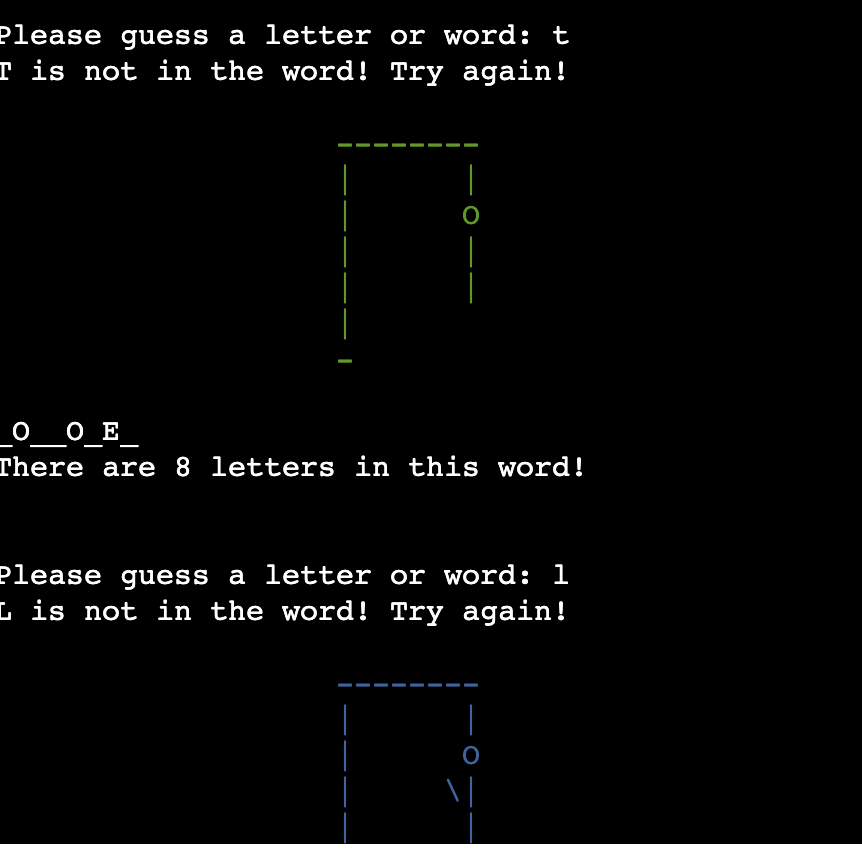 Please guess a letter or word: t
T is not in the word! Try again!
--------
|      |
|      O
|      |
|      |
|
-
_O__O_E_
There are 8 letters in this word!
Please guess a letter or word: l
L is not in the word! Try again!
--------
|      |
|      O
|     \|
|      |